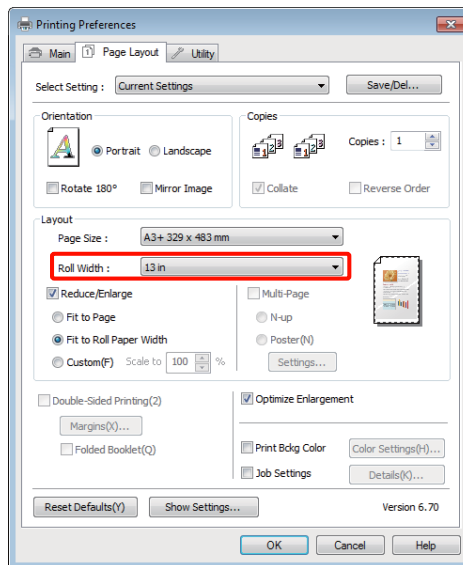 Printing Preferences
Main Page Layout Utility
Select Setting : Current Settings Save/Del...
Orientation
Portrait Landscape
Rotate 180° Mirror Image
Copies
Copies : 1
Collate Reverse Order
Layout
Page Size : A3+ 329 x 483 mm
Roll Width : 13 in
Reduce/Enlarge
Fit to Page
Fit to Roll Paper Width
Custom(F) Scale to 100 %
Multi-Page
N-up
Poster(N)
Settings...
Double-Sided Printing(2)
Margins(X)...
Folded Booklet(Q)
Optimize Enlargement
Print Bckg Color Color Settings(H)...
Job Settings Details(K)...
Reset Defaults(Y) Show Settings... Version 6.70
OK Cancel Help